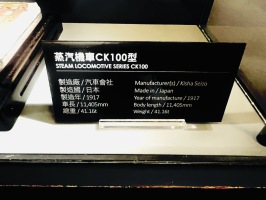 蒸汽機車CK100型
STEAM LOCOMOTIVE SERIES CK100
製造廠 / 汽車會社 Manufacturer(s) / Kisha Seizo
製造國 / 日本 Made in / Japan
製造年 / 1917 Year of manufacture / 1917
車長 / 11,405mm Body length / 11,405mm
總重 / 41.16t Weight / 41.16t